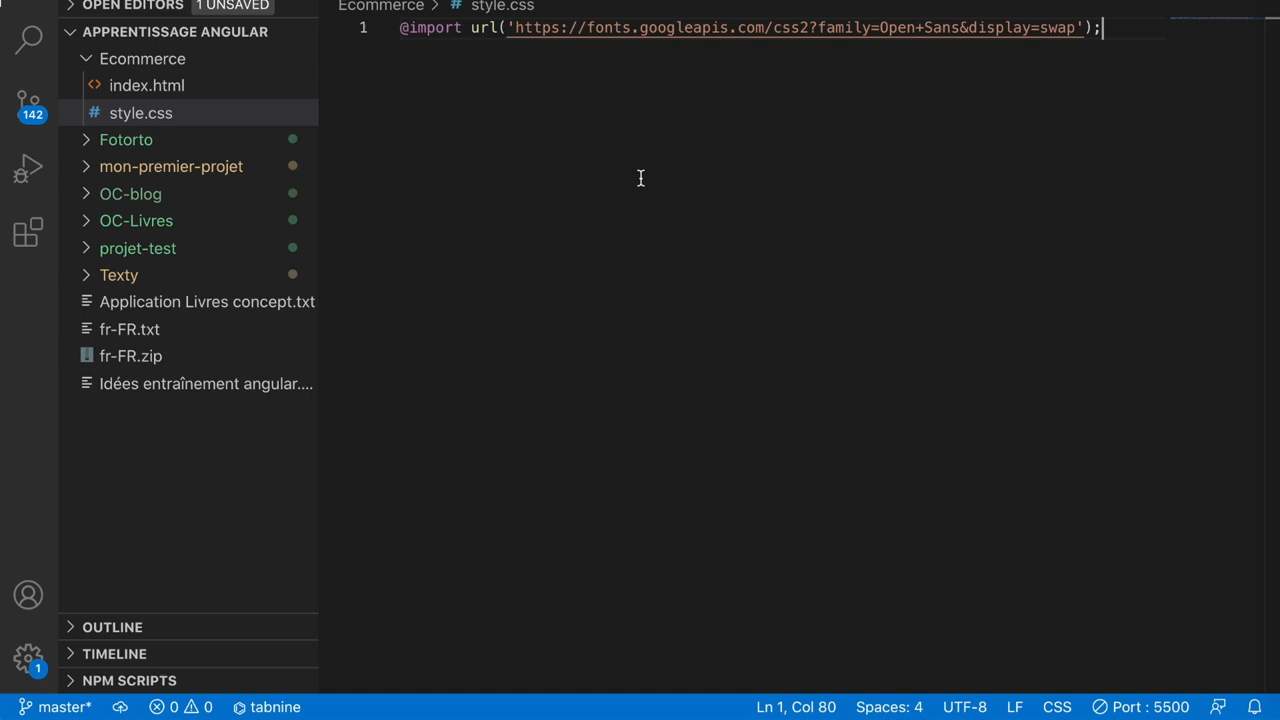 OPEN EDITORS 1 UNSAVED
Ecommerce > # style.css
APPRENTISSAGE ANGULAR
1 @import url('https://fonts.googleapis.com/css2?family=Open+Sans&display=swap');
Ecommerce
<> index.html
# style.css
142
Fotorto
mon-premier-projet
OC-blog
OC-Livres
projet-test
Texty
Application Livres concept.txt
fr-FR.txt
fr-FR.zip
Idées entraînement angular....
OUTLINE
TIMELINE
1
NPM SCRIPTS
master* 0 0 tabnine Ln 1, Col 80 Spaces: 4 UTF-8 LF CSS Port : 5500